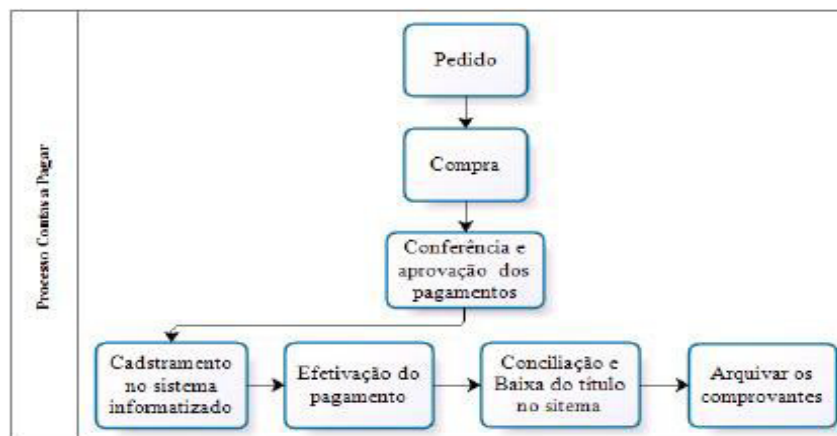 Processo Contas a Pagar
Pedido
Compra
Conferência e
aprovação dos
pagamentos
Cadstramento
no sistema
informatizado
Efetivação do
pagamento
Conciliação e
Baixa do título
no sitema
Arquivar os
comprovantes